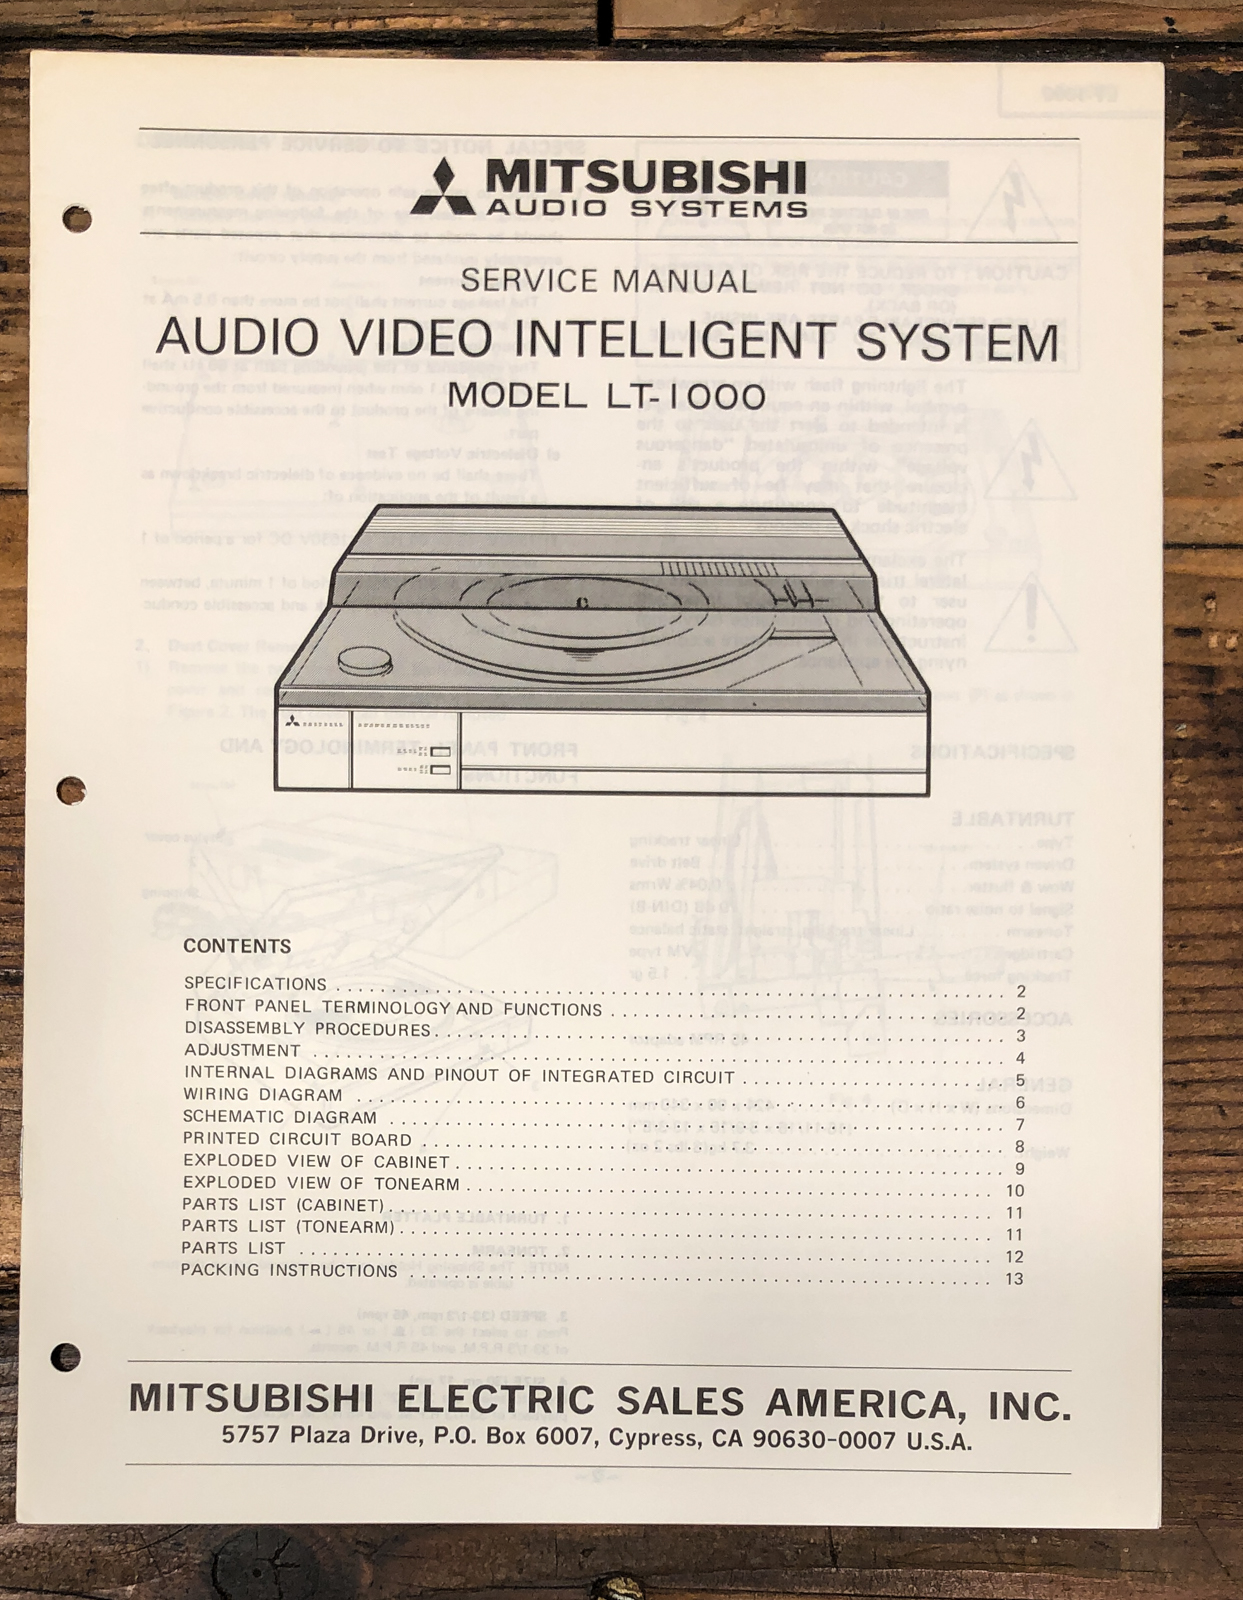 MITSUBISHI
AUDIO SYSTEMS
SERVICE MANUAL
AUDIO VIDEO INTELLIGENT SYSTEM
MODEL LT-1000
CONTENTS
SPECIFICATIONS 2
FRONT PANEL TERMINOLOGY AND FUNCTIONS 2
DISASSEMBLY PROCEDURES 3
ADJUSTMENT 4
INTERNAL DIAGRAMS AND PINOUT OF INTEGRATED CIRCUIT 5
WIRING DIAGRAM 6
SCHEMATIC DIAGRAM 7
PRINTED CIRCUIT BOARD 8
EXPLODED VIEW OF CABINET 9
EXPLODED VIEW OF TONEARM 10
PARTS LIST (CABINET) 11
PARTS LIST (TONEARM) 11
PARTS LIST 12
PACKING INSTRUCTIONS 13
MITSUBISHI ELECTRIC SALES AMERICA, INC.
5757 Plaza Drive, P.O. Box 6007, Cypress, CA 90630-0007 U.S.A.